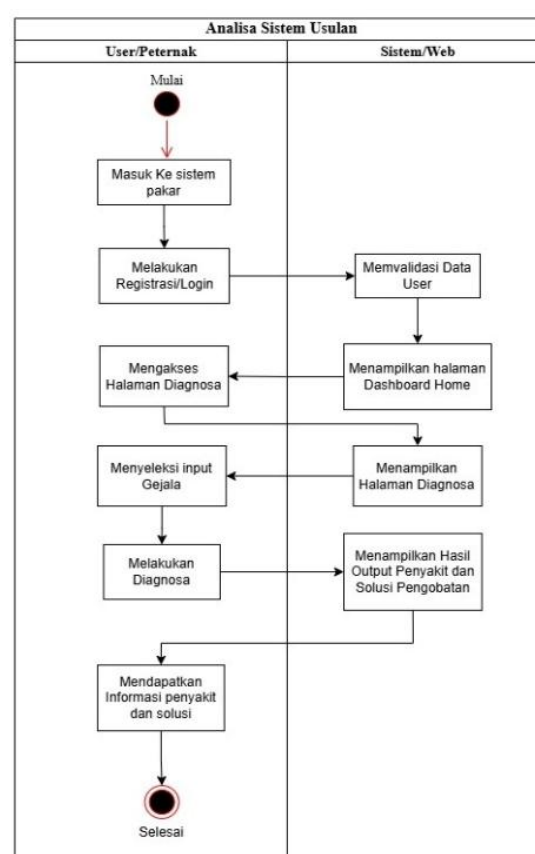 Analisa Sistem Usulan
User/Peternak
Sistem/Web
Mulai
Masuk Ke sistem
pakar
Melakukan
Registrasi/Login
Memvalidasi Data
User
Menampilkan halaman
Dashboard Home
Mengakses
Halaman Diagnosa
Menampilkan
Halaman Diagnosa
Menyeleksi input
Gejala
Melakukan
Diagnosa
Menampilkan Hasil
Output Penyakit dan
Solusi Pengobatan
Mendapatkan
Informasi penyakit
dan solusi
Selesai